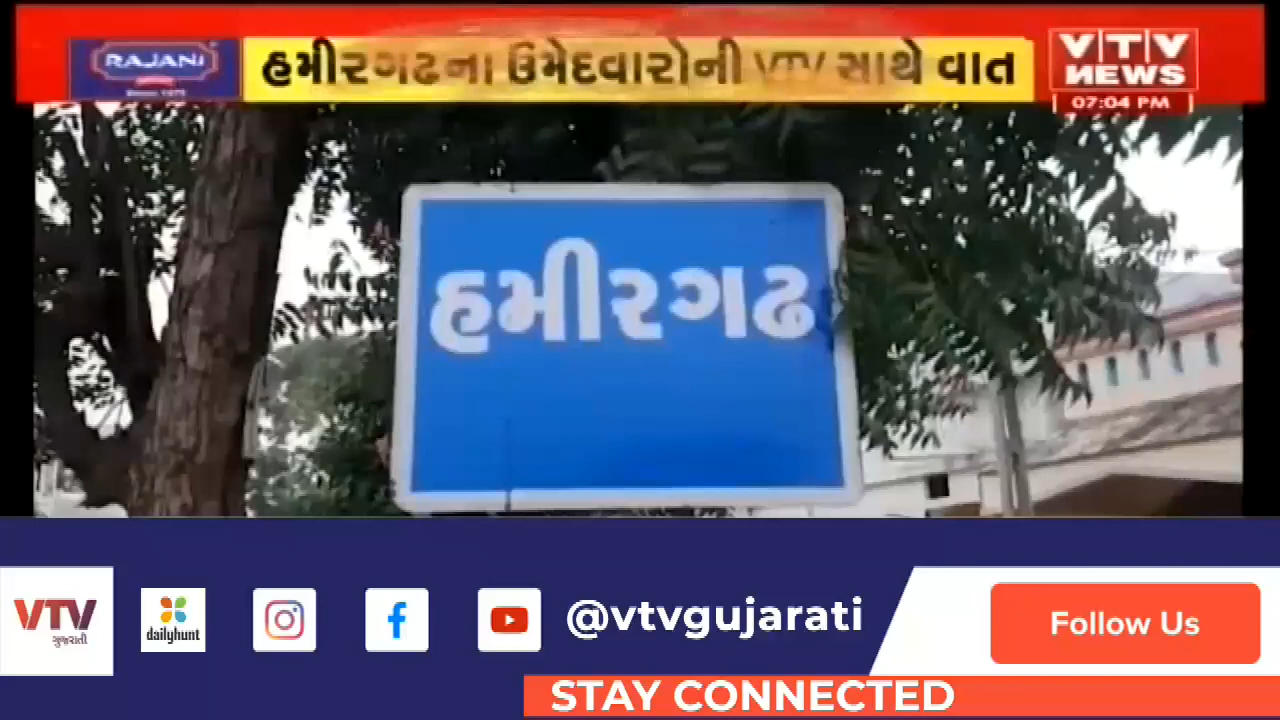 RAJANI
હમીરગઢના ઉમેદવારોની VTV સાથે વાત
VTV
NEWS
07:04 PM
હમીરગઢ
VTV
ગુજરાતી
dailyhunt
@vtvgujarati
Follow Us
STAY CONNECTED